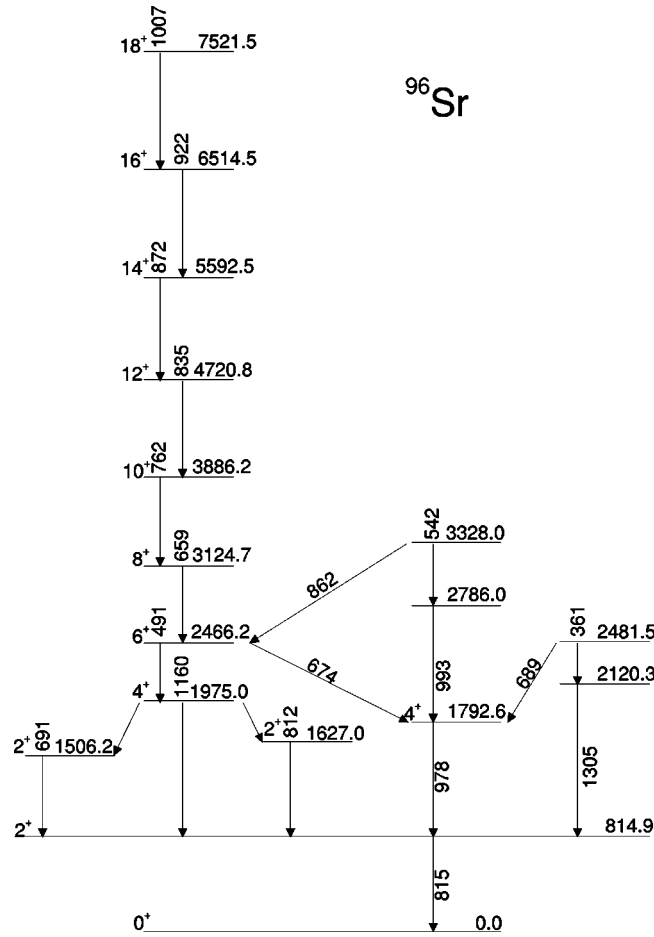 18+ 1007 7521.5
96Sr
16+ 922 6514.5
14+ 872 5592.5
12+ 835 4720.8
10+ 762 3886.2
542 3328.0
8+ 659 3124.7
862 2786.0
6+ 491 2466.2 361 2481.5
674 993 689 2120.3
4+ 1160 1975.0 4+ 1792.6
2+ 691 1506.2 2+ 812 1627.0
978 1305
2+ 814.9
815
0+ 0.0